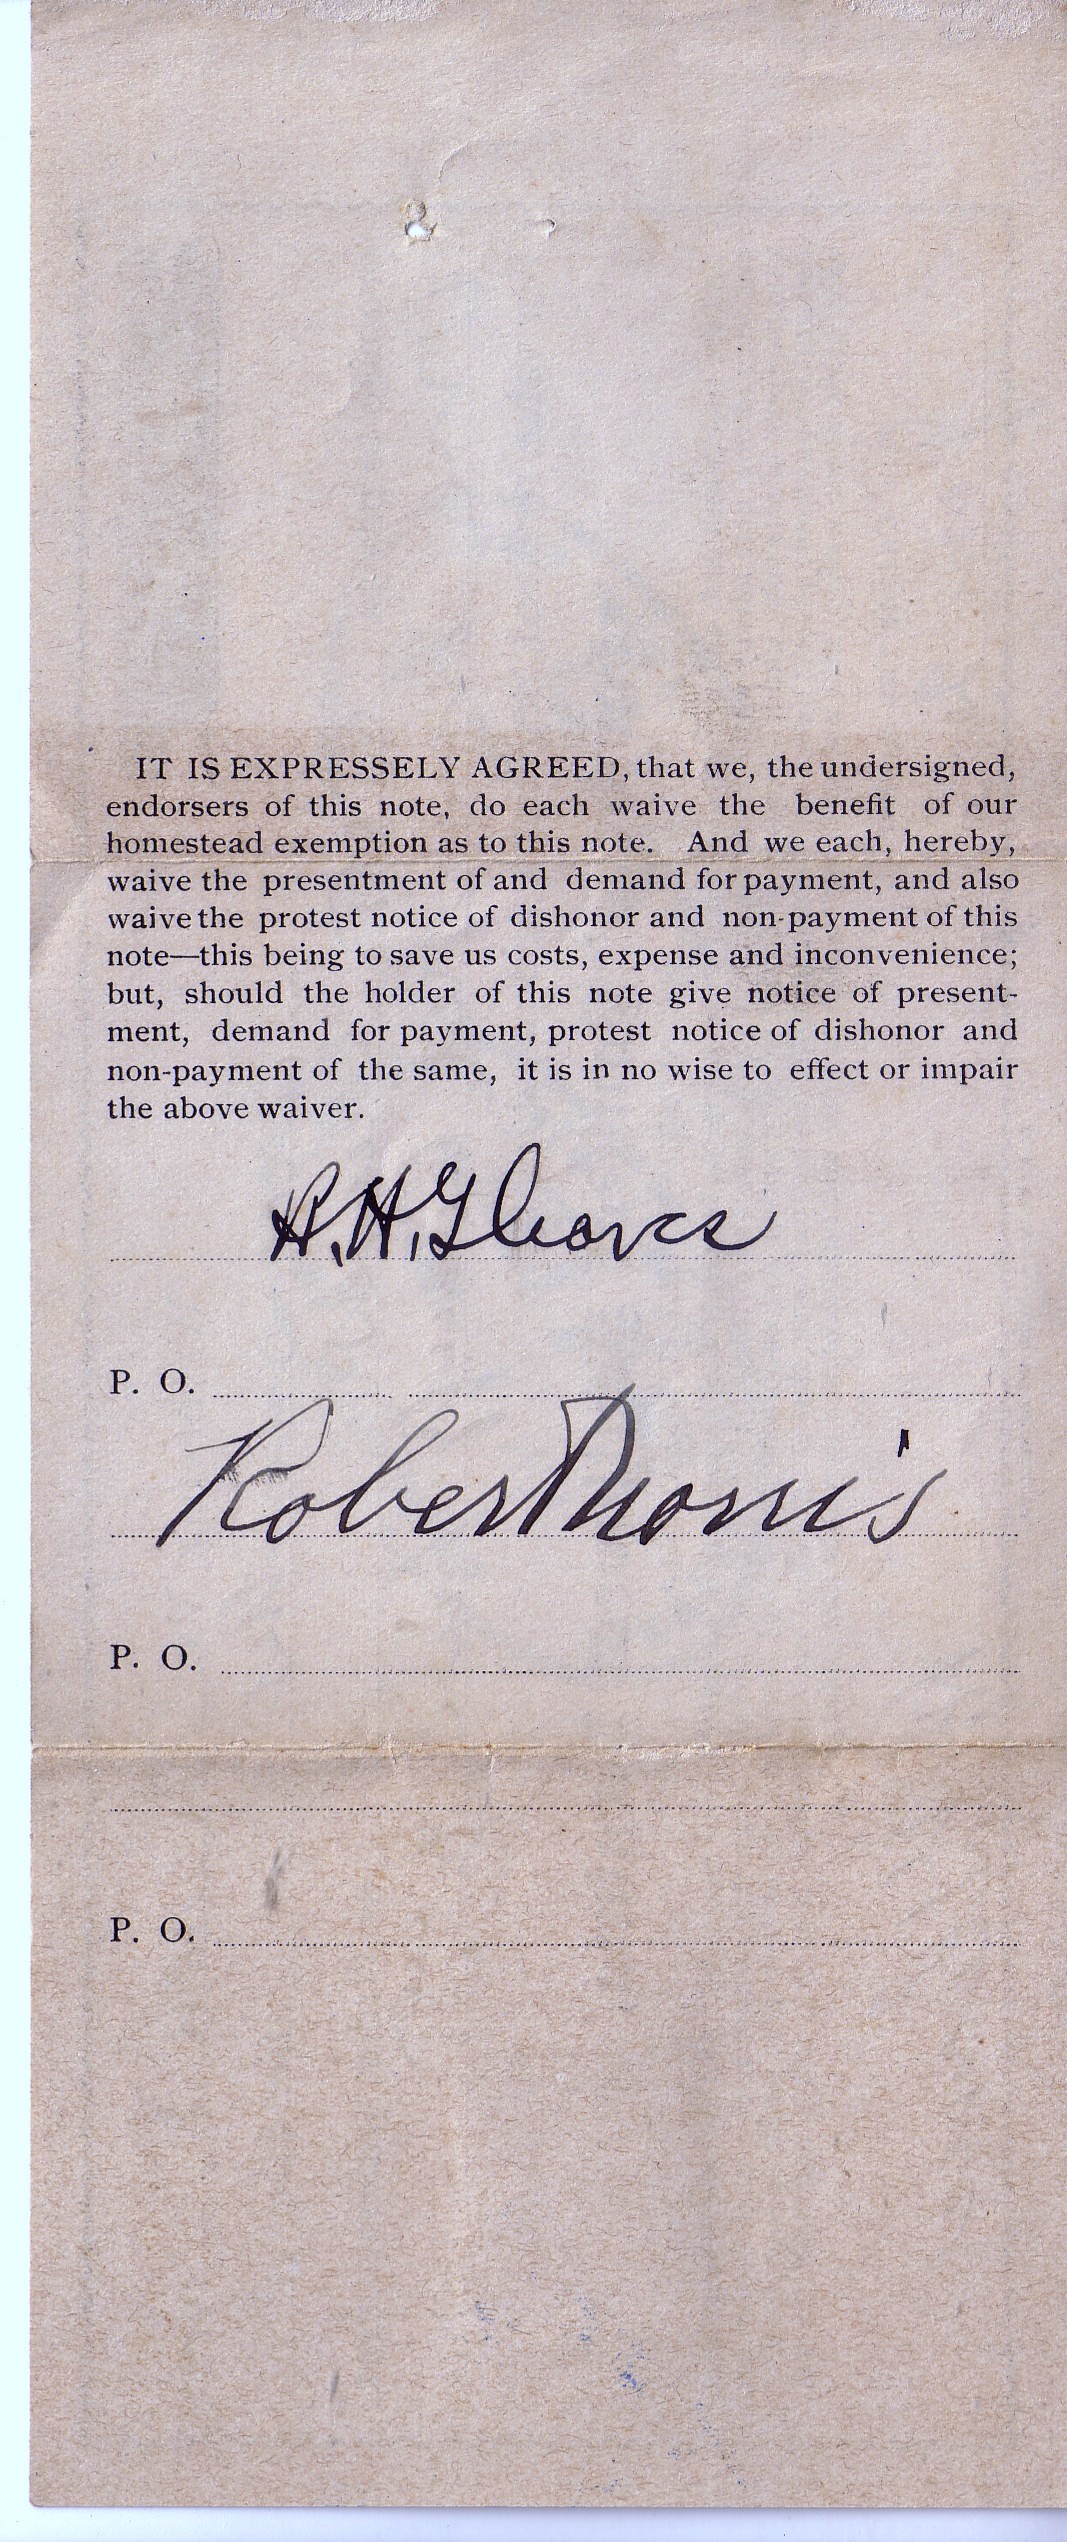 IT IS EXPRESSELY AGREED, that we, the undersigned,
endorsers of this note, do each waive the benefit of our
homestead exemption as to this note. And we each, hereby,
waive the presentment of and demand for payment, and also
waive the protest notice of dishonor and non-payment of this
note—this being to save us costs, expense and inconvenience;
but, should the holder of this note give notice of present-
ment, demand for payment, protest notice of dishonor and
non-payment of the same, it is in no wise to effect or impair
the above waiver.
R. H. Gleaves
P. O.
Robert Morris
P. O.
P. O.